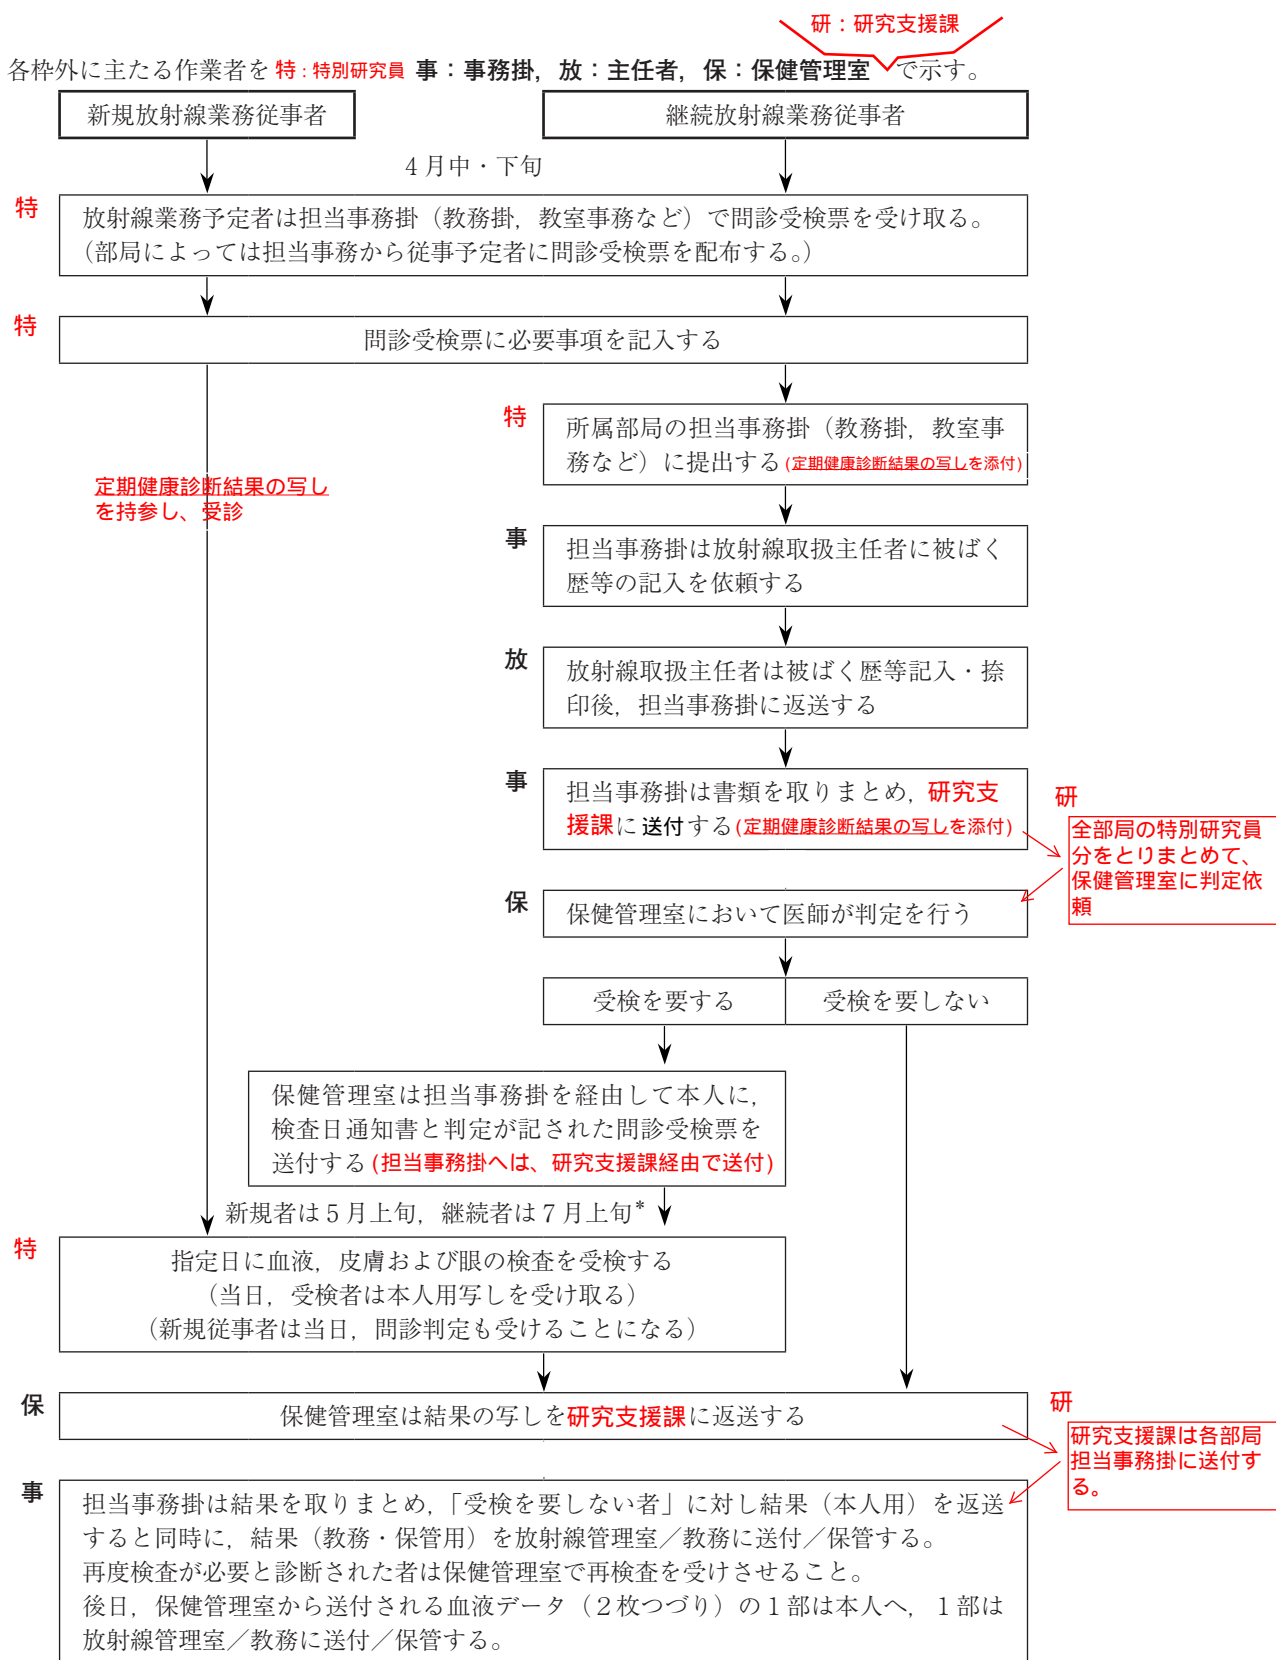 研：研究支援課
各枠外に主たる作業者を 特：特別研究員 事：事務掛，放：主任者，保：保健管理室 で示す。
新規放射線業務従事者
継続放射線業務従事者
４月中・下旬
特
放射線業務予定者は担当事務掛（教務掛，教室事務など）で問診受検票を受け取る。
（部局によっては担当事務から従事予定者に問診受検票を配布する。）
特
問診受検票に必要事項を記入する
特
所属部局の担当事務掛（教務掛，教室事
務など）に提出する(定期健康診断結果の写しを添付)
定期健康診断結果の写し
を持参し、受診
事
担当事務掛は放射線取扱主任者に被ばく
歴等の記入を依頼する
放
放射線取扱主任者は被ばく歴等記入・捺
印後，担当事務掛に返送する
事
担当事務掛は書類を取りまとめ，研究支
援課に送付する(定期健康診断結果の写しを添付)
研
全部局の特別研究員
分をとりまとめて、
保健管理室に判定依
頼
保
保健管理室において医師が判定を行う
受検を要する
受検を要しない
保健管理室は担当事務掛を経由して本人に，
検査日通知書と判定が記された問診受検票を
送付する(担当事務掛へは、研究支援課経由で送付)
新規者は５月上旬，継続者は７月上旬*
特
指定日に血液，皮膚および眼の検査を受検する
（当日，受検者は本人用写しを受け取る）
（新規従事者は当日，問診判定も受けることになる）
保
保健管理室は結果の写しを研究支援課に返送する
研
研究支援課は各部局
担当事務掛に送付す
る。
事
担当事務掛は結果を取りまとめ，「受検を要しない者」に対し結果（本人用）を返送
すると同時に，結果（教務・保管用）を放射線管理室／教務に送付／保管する。
再度検査が必要と診断された者は保健管理室で再検査を受けさせること。
後日，保健管理室から送付される血液データ（２枚つづり）の１部は本人へ，１部は
放射線管理室／教務に送付／保管する。